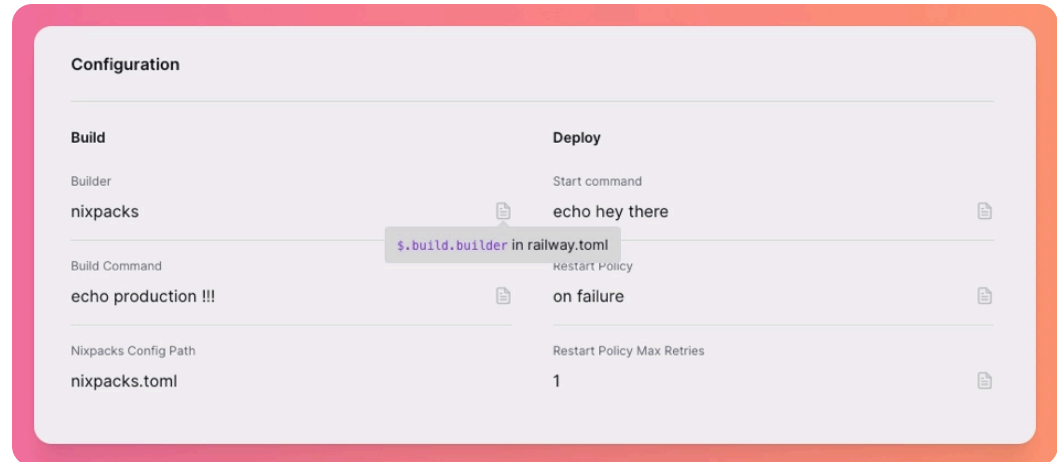 Configuration
Build
Builder
nixpacks
Build Command
echo production !!!
Nixpacks Config Path
nixpacks.toml
Deploy
Start command
echo hey there
$.build.builder in railway.toml
Restart Policy
on failure
Restart Policy Max Retries
1